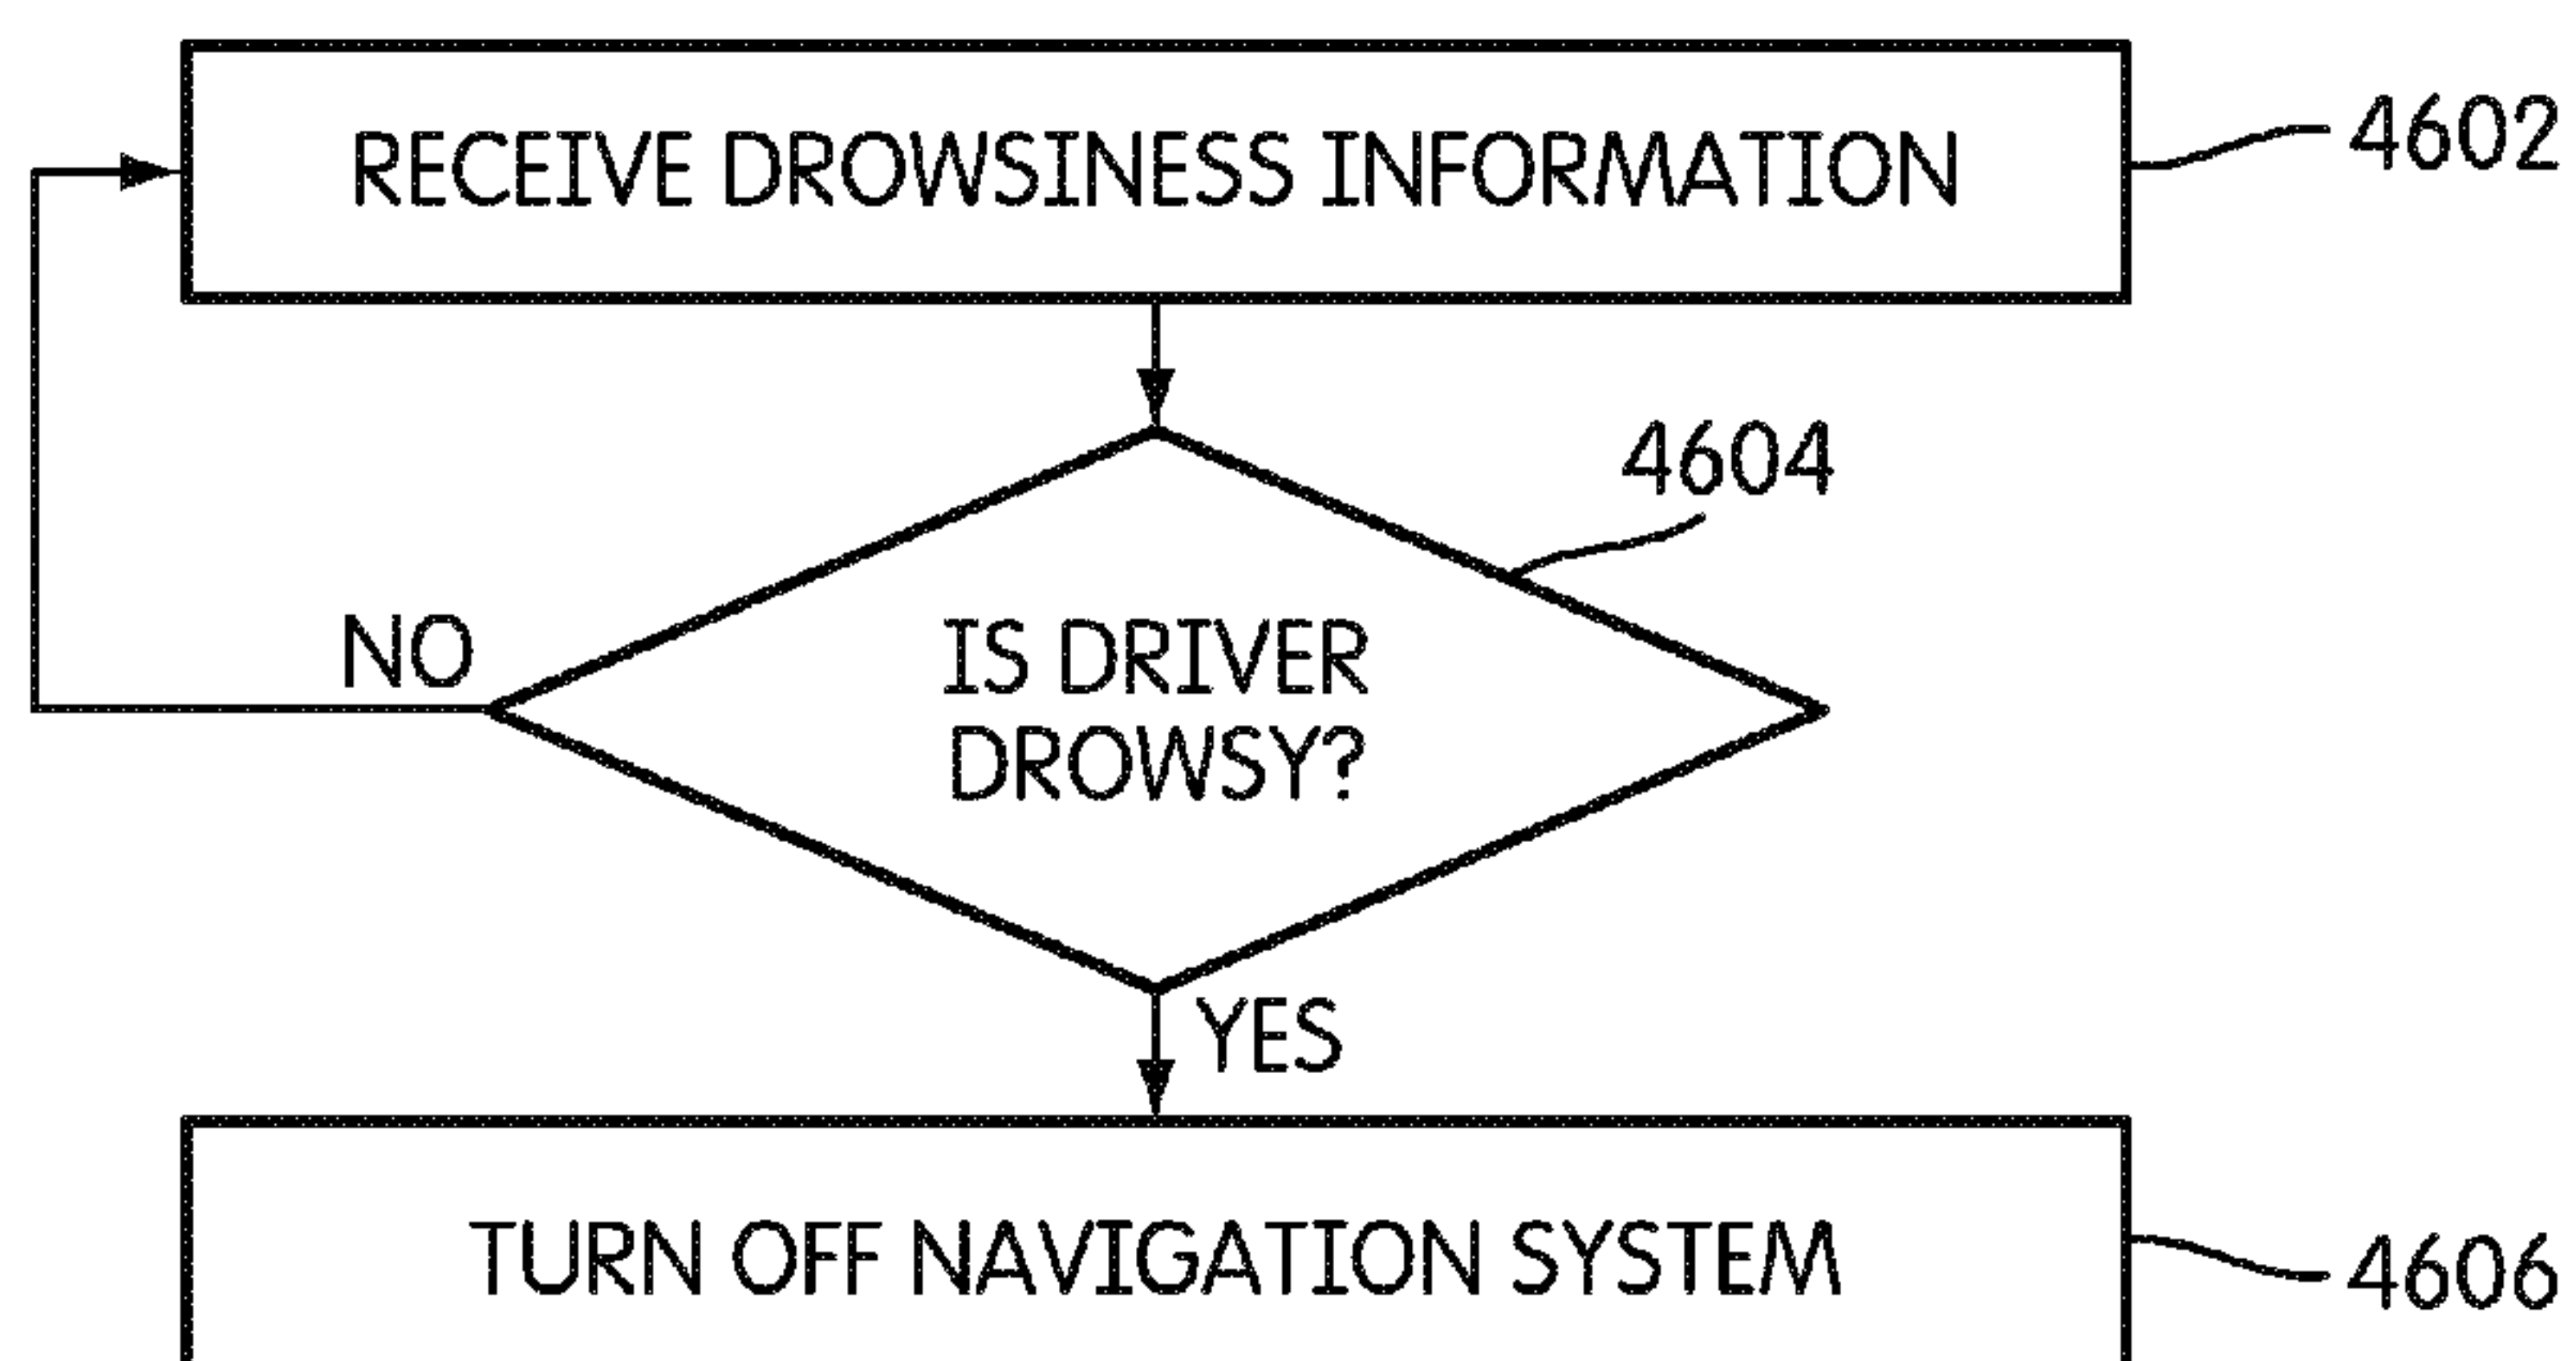 RECEIVE DROWSINESS INFORMATION
4602
4604
NO
IS DRIVER
DROWSY?
YES
TURN OFF NAVIGATION SYSTEM
4606